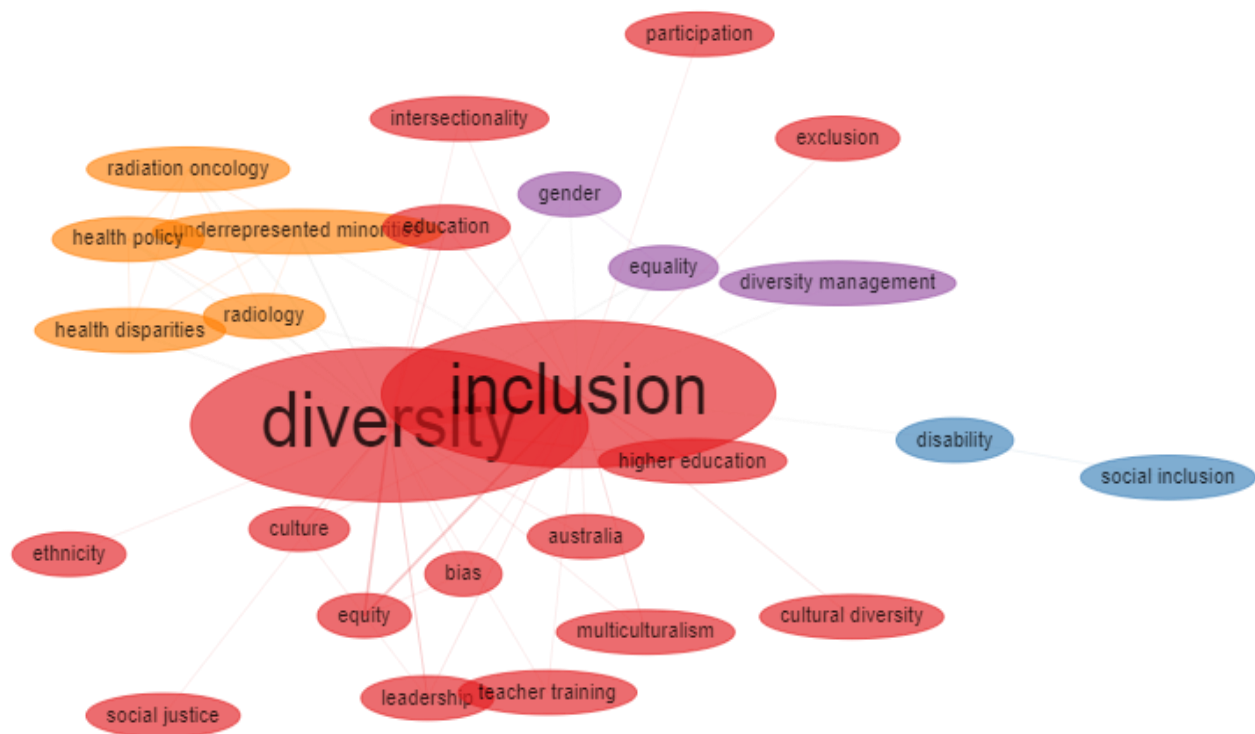 participation
intersectionality
exclusion
radiation oncology
gender
underrepresented minorities
education
health policy
equality
diversity management
radiology
health disparities
inclusion
diversity
disability
higher education
social inclusion
culture
australia
ethnicity
bias
equity
cultural diversity
multiculturalism
teacher training
leadership
social justice